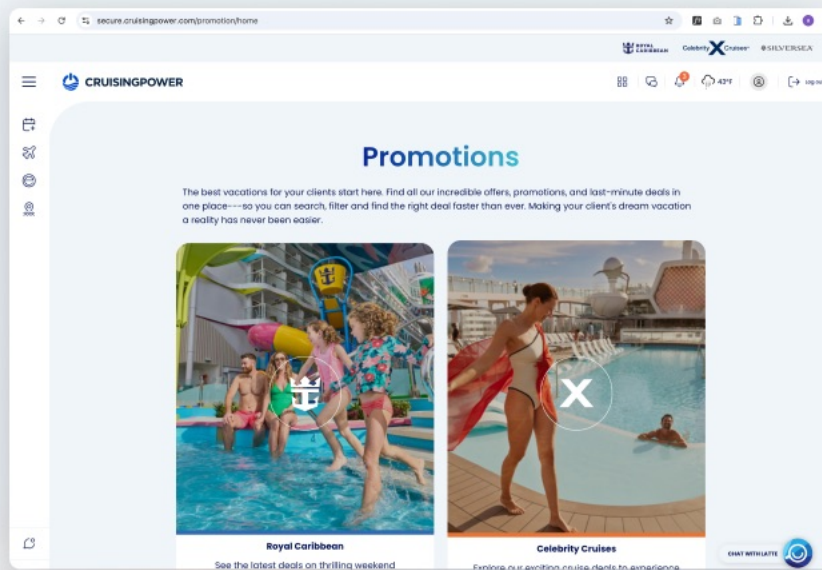 secure.cruisingpower.com/promotion/home
ROYAL CARIBBEAN
Celebrity X Cruises
SILVERSEA
CRUISINGPOWER
43°F
Promotions
The best vacations for your clients start here. Find all our incredible offers, promotions, and last-minute deals in
one place---so you can search, filter and find the right deal faster than ever. Making your client's dream vacation
a reality has never been easier.
X
4
Royal Caribbean
See the latest deals on thrilling weekend
Celebrity Cruises
Explore our exciting cruise deals to experience
CHAT WITH LATTE